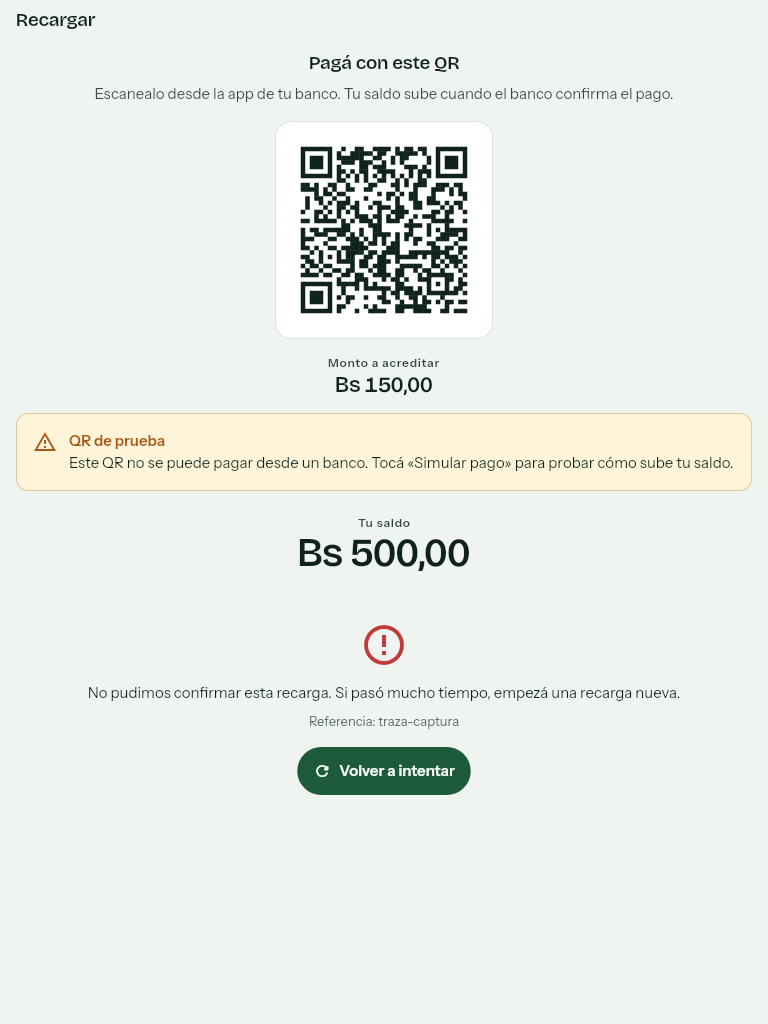 Recargar
Pagá con este QR
Escanealo desde la app de tu banco. Tu saldo sube cuando el banco confirma el pago.
Monto a acreditar
Bs 150,00
QR de prueba
Este QR no se puede pagar desde un banco. Tocá «Simular pago» para probar cómo sube tu saldo.
Tu saldo
Bs 500,00
No pudimos confirmar esta recarga. Si pasó mucho tiempo, empezá una recarga nueva.
Referencia: traza-captura
Volver a intentar